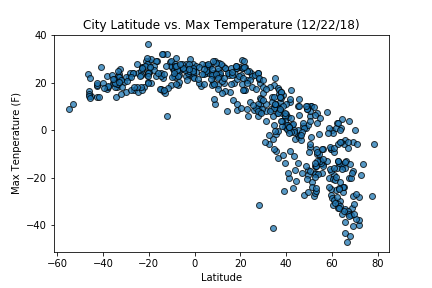 City Latitude vs. Max Temperature (12/22/18)
40
20
0
−20
−40
Max Temperature (F)
−60 −40 −20 0 20 40 60 80
Latitude